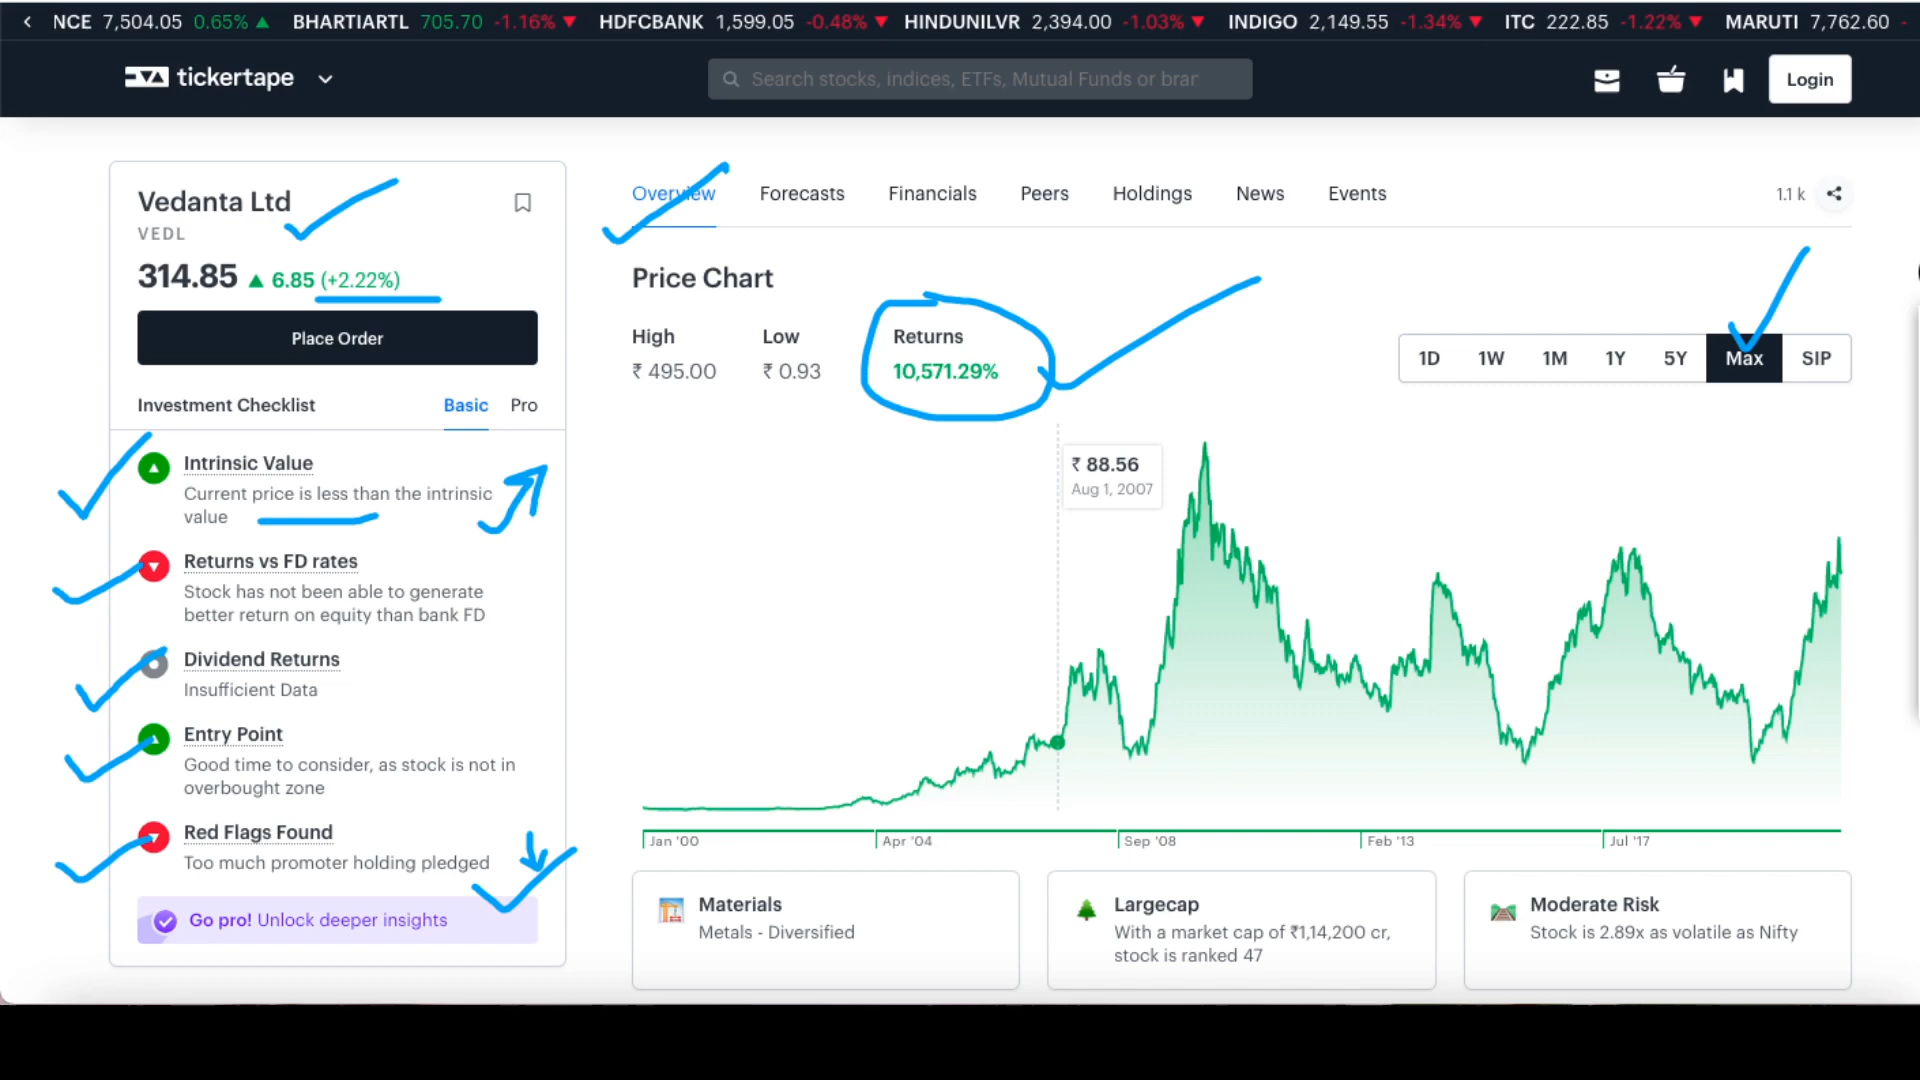 NCE 7,504.05 0.65% ▲ BHARTIARTL 705.70 -1.16% ▼ HDFCBANK 1,599.05 -0.48% ▼ HINDUNILVR 2,394.00 -1.03% ▼ INDIGO 2,149.55 -1.34% ▼ ITC 222.85 -1.22% ▼ MARUTI 7,762.60 -
tickertape
Search stocks, indices, ETFs, Mutual Funds or brar
Login
Vedanta Ltd
VEDL
314.85 ▲ 6.85 (+2.22%)
Place Order
Investment Checklist Basic Pro
Intrinsic Value
Current price is less than the intrinsic
value
Returns vs FD rates
Stock has not been able to generate
better return on equity than bank FD
Dividend Returns
Insufficient Data
Entry Point
Good time to consider, as stock is not in
overbought zone
Red Flags Found
Too much promoter holding pledged
Go pro! Unlock deeper insights
Overview Forecasts Financials Peers Holdings News Events 1.1 k
Price Chart
High Low Returns
₹ 495.00 ₹ 0.93 10,571.29%
1D 1W 1M 1Y 5Y Max SIP
₹ 88.56
Aug 1, 2007
Jan '00 Apr '04 Sep '08 Feb '13 Jul '17
Materials
Metals - Diversified
Largecap
With a market cap of ₹1,14,200 cr,
stock is ranked 47
Moderate Risk
Stock is 2.89x as volatile as Nifty